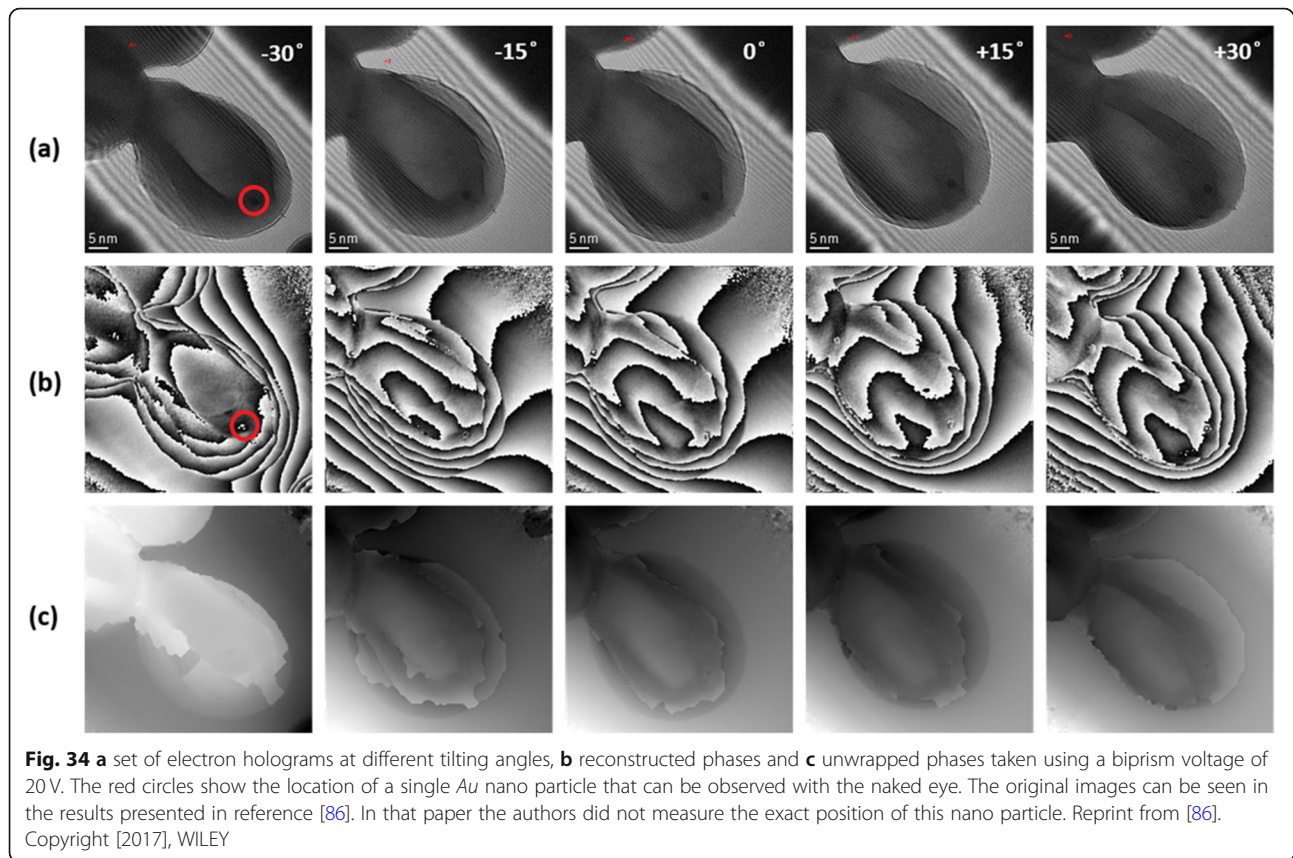 -30°
-15°
0°
+15°
+30°
(a)
5 nm
5 nm
5 nm
5 nm
5 nm
(b)
(c)
Fig. 34 a set of electron holograms at different tilting angles, b reconstructed phases and c unwrapped phases taken using a biprism voltage of
20 V. The red circles show the location of a single Au nano particle that can be observed with the naked eye. The original images can be seen in
the results presented in reference [86]. In that paper the authors did not measure the exact position of this nano particle. Reprint from [86].
Copyright [2017], WILEY